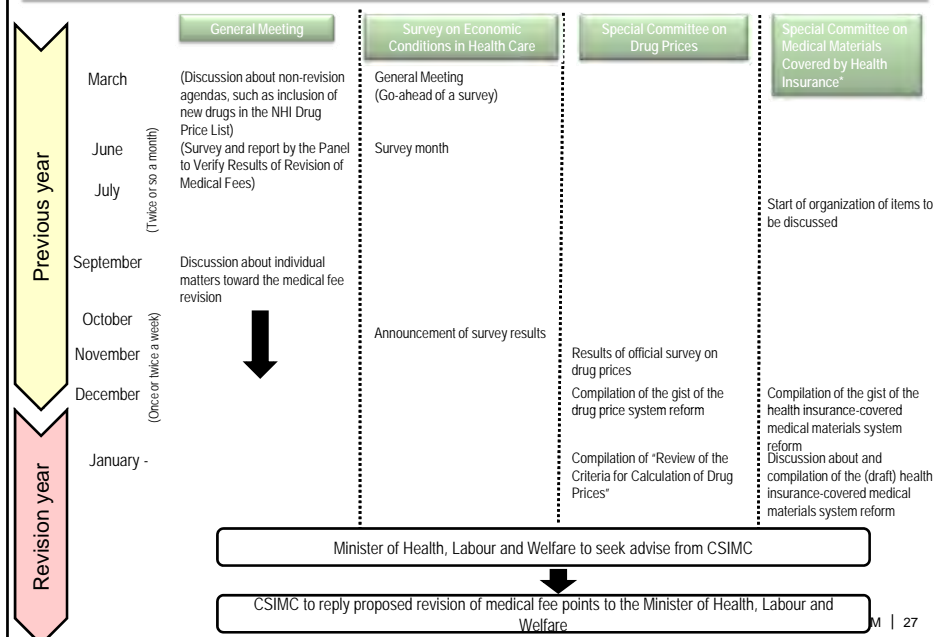 General Meeting
Survey on Economic
Conditions in Health Care
Special Committee on
Drug Prices
Special Committee on
Medical Materials
Covered by Health
Insurance*
Previous year
March
(Discussion about non-revision
agendas, such as inclusion of
new drugs in the NHI Drug
Price List)
General Meeting
(Go-ahead of a survey)
June
(Twice or so a month)
(Survey and report by the Panel
to Verify Results of Revision of
Medical Fees)
Survey month
July
Start of organization of items to
be discussed
September
Discussion about individual
matters toward the medical fee
revision
October
(Once or twice a week)
Announcement of survey results
November
Results of official survey on
drug prices
December
Compilation of the gist of the
drug price system reform
Compilation of the gist of the
health insurance-covered
medical materials system
reform
Revision year
January -
Compilation of "Review of the
Criteria for Calculation of Drug
Prices"
Discussion about and
compilation of the (draft) health
insurance-covered medical
materials system reform
Minister of Health, Labour and Welfare to seek advise from CSIMC
CSIMC to reply proposed revision of medical fee points to the Minister of Health, Labour and
Welfare
M | 27